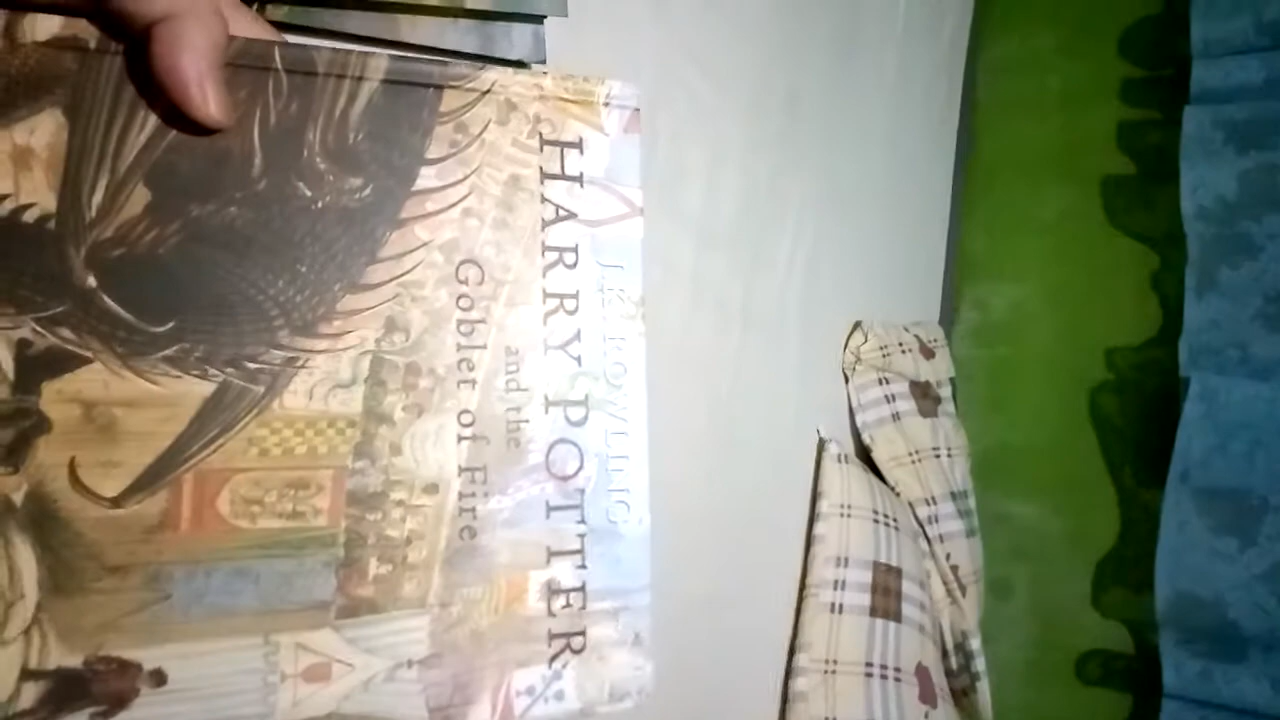 J.K. ROWLING
HARRY POTTER
and the
Goblet of Fire